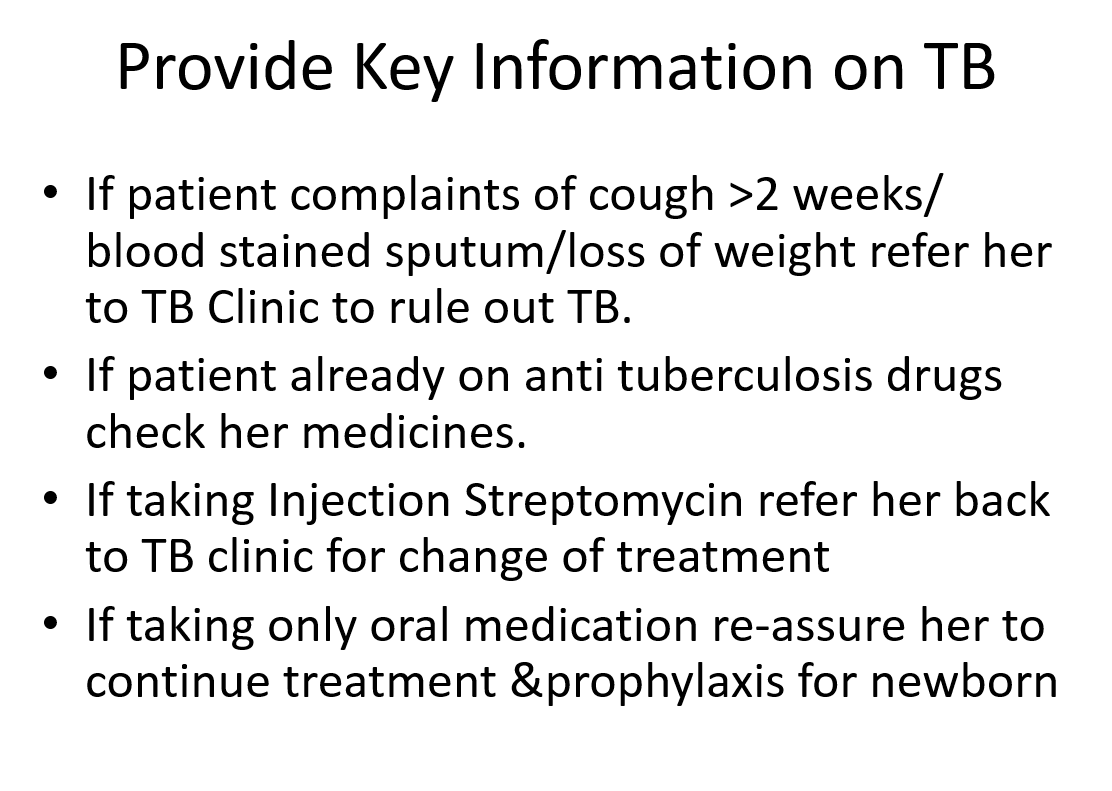 Provide Key Information on TB
• If patient complaints of cough >2 weeks/
blood stained sputum/loss of weight refer her
to TB Clinic to rule out TB.
• If patient already on anti tuberculosis drugs
check her medicines.
• If taking Injection Streptomycin refer her back
to TB clinic for change of treatment
• If taking only oral medication re-assure her to
continue treatment &prophylaxis for newborn